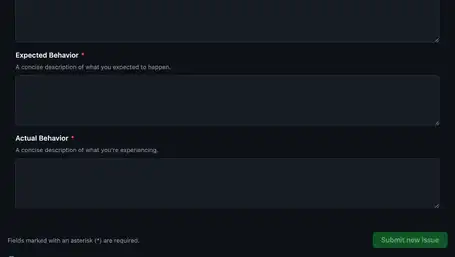 Expected Behavior *
A concise description of what you expected to happen.
Actual Behavior *
A concise description of what you're experiencing.
Fields marked with an asterisk (*) are required.
Submit new issue